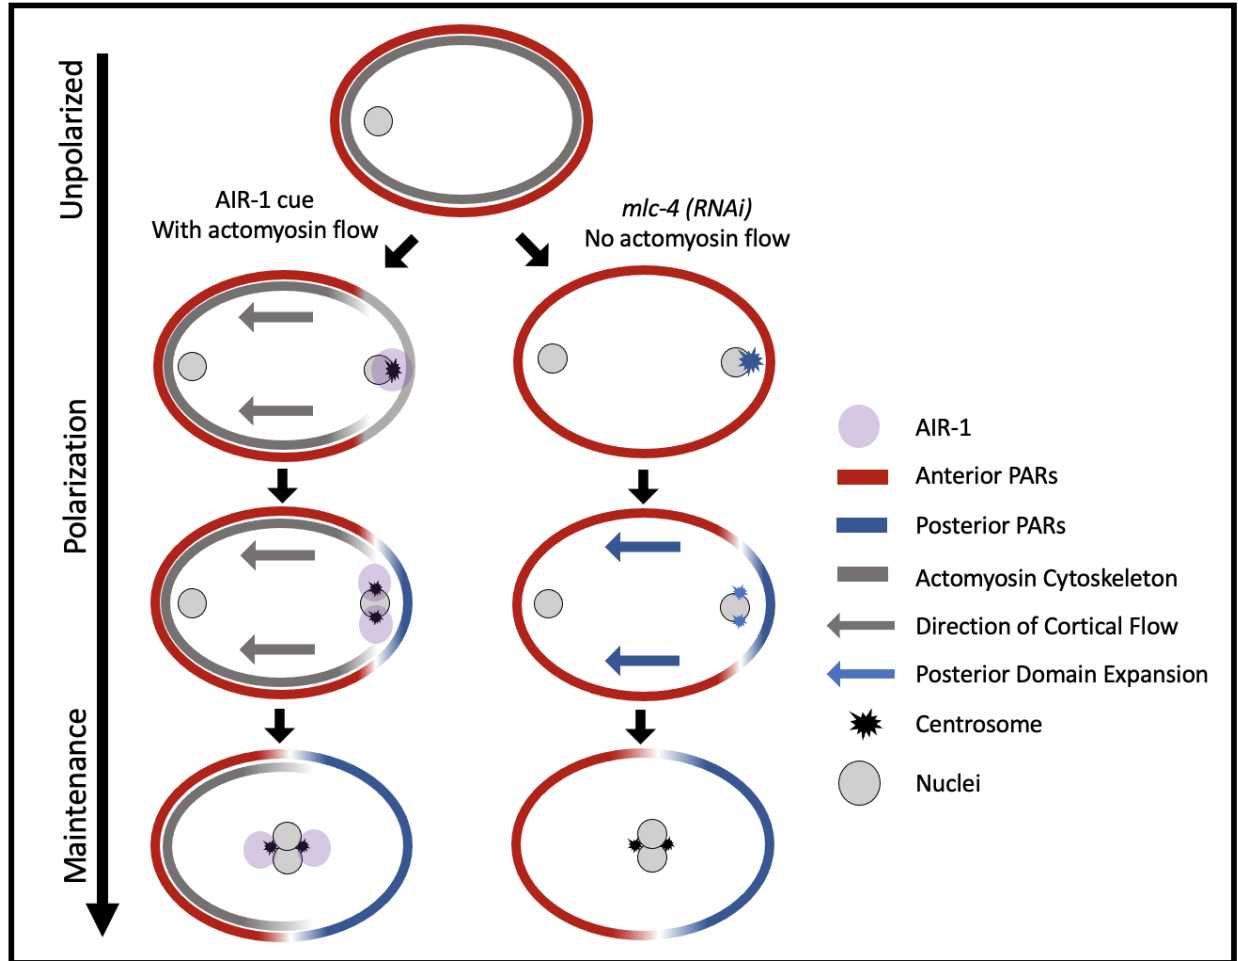 Unpolarized
AIR-1 cue
With actomyosin flow
mlc-4 (RNAi)
No actomyosin flow
Polarization
Maintenance
AIR-1
Anterior PARs
Posterior PARs
Actomyosin Cytoskeleton
Direction of Cortical Flow
Posterior Domain Expansion
Centrosome
Nuclei